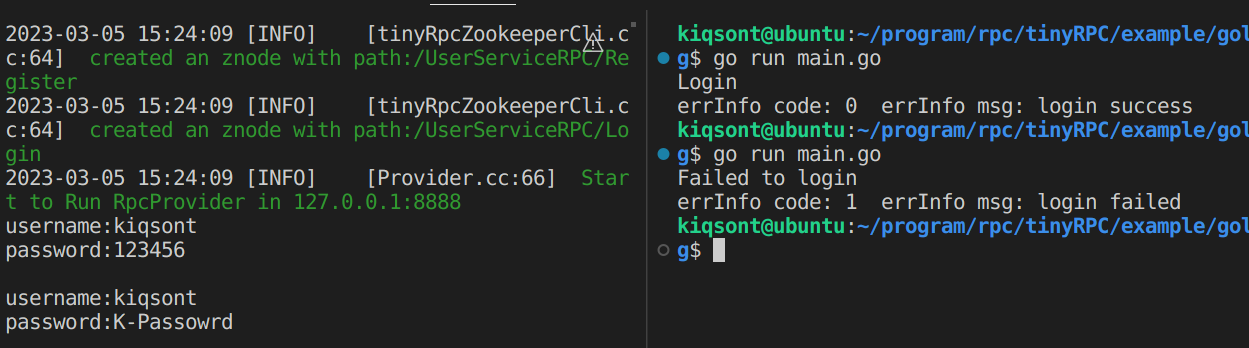 2023-03-05 15:24:09 [INFO]    [tinyRpcZookeeperCli.c
c:64]  created an znode with path:/UserServiceRPC/Re
gister
2023-03-05 15:24:09 [INFO]    [tinyRpcZookeeperCli.c
c:64]  created an znode with path:/UserServiceRPC/Lo
gin
2023-03-05 15:24:09 [INFO]    [Provider.cc:66]  Star
t to Run RpcProvider in 127.0.0.1:8888
username:kiqsont
password:123456
username:kiqsont
password:K-Passowrd
kiqsont@ubuntu:~/program/rpc/tinyRPC/example/gol
g$ go run main.go
Login
errInfo code: 0  errInfo msg: login success
kiqsont@ubuntu:~/program/rpc/tinyRPC/example/gol
g$ go run main.go
Failed to login
errInfo code: 1  errInfo msg: login failed
kiqsont@ubuntu:~/program/rpc/tinyRPC/example/gol
g$